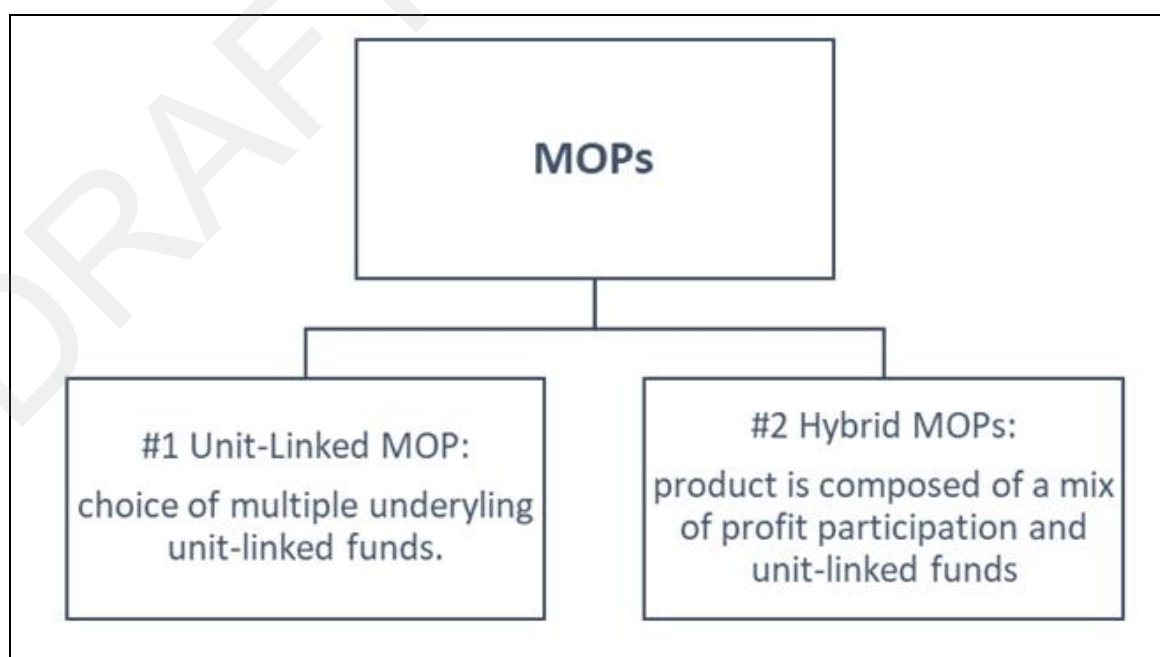 DRAFT
MOPs
#1 Unit-Linked MOP:
choice of multiple underyling
unit-linked funds.
#2 Hybrid MOPs:
product is composed of a mix
of profit participation and
unit-linked funds